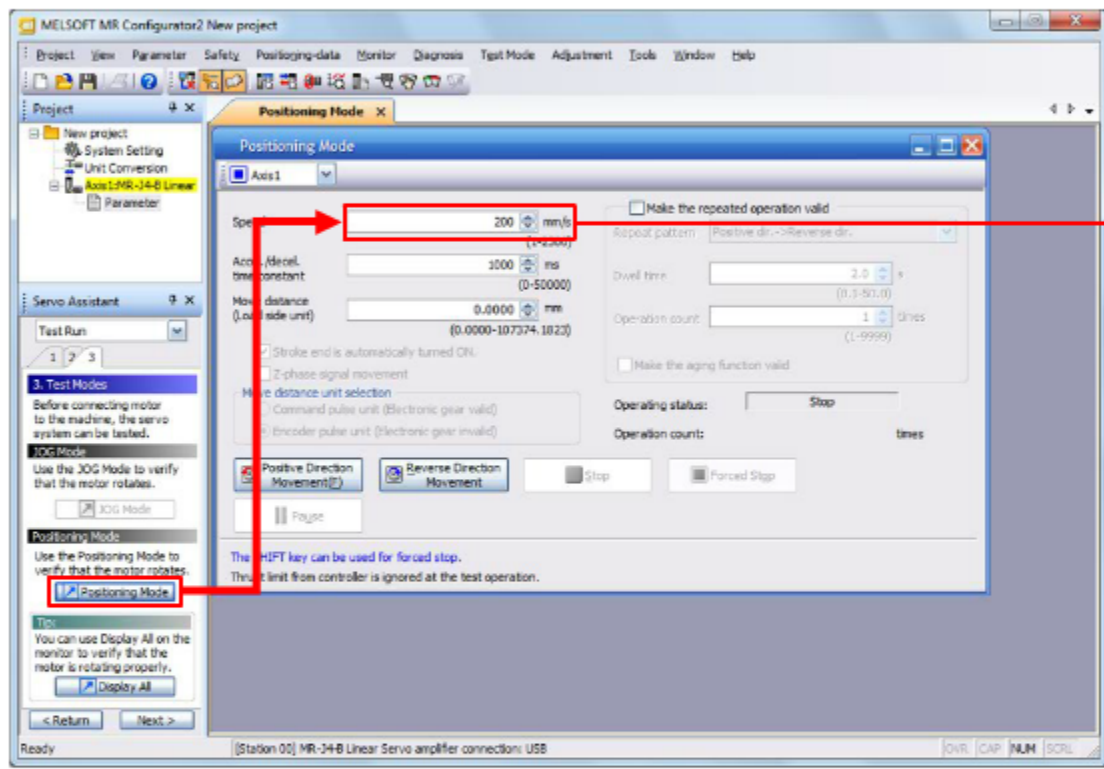 MELSOFT MR Configurator2 New project
Project View Parameter Safety Positioning-data Monitor Diagnosis Test Mode Adjustment Tools Window Help
Project
New project
System Setting
Unit Conversion
Axis1:MR-J4-B Linear
Parameter
Servo Assistant
Test Run
1 2 3
3. Test Modes
Before connecting motor
to the machine, the servo
system can be tested.
JOG Mode
Use the JOG Mode to verify
that the motor rotates.
JOG Mode
Positioning Mode
Use the Positioning Mode to
verify that the motor rotates.
Positioning Mode
Tip:
You can use Display All on the
monitor to verify that the
motor is rotating properly.
Display All
< Return Next >
Positioning Mode
Positioning Mode
Axis1
200 mm/s
Accel./decel.
time constant
1000 ms
(0-50000)
Move distance
(Load side unit)
0.0000 mm
(0.0000-107374.1823)
Stroke end is automatically turned ON.
Z-phase signal movement
Move distance unit selection
Command pulse unit (Electronic gear valid)
Encoder pulse unit (Electronic gear invalid)
Make the repeated operation valid
Repeat pattern Positive dir.->Reverse dir.
Dwell time 2.0 s
(0.1-50.0)
Operation count 1 times
(1-9999)
Make the aging function valid
Operating status: Stop
Operation count: times
Positive Direction
Movement(F)
Reverse Direction
Movement
Stop
Forced Stop
Pause
The SHIFT key can be used for forced stop.
Thrust limit from controller is ignored at the test operation.
Ready [Station 00] MR-J4-B Linear Servo amplifier connection: USB OVR CAP NUM SCRL